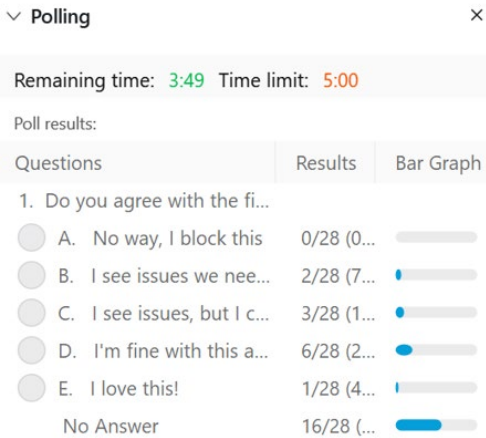 Polling
Remaining time: 3:49 Time limit: 5:00
Poll results:
Questions Results Bar Graph
1. Do you agree with the fi...
A. No way, I block this 0/28 (0...
B. I see issues we nee... 2/28 (7...
C. I see issues, but I c... 3/28 (1...
D. I'm fine with this a... 6/28 (2...
E. I love this! 1/28 (4...
No Answer 16/28 (...